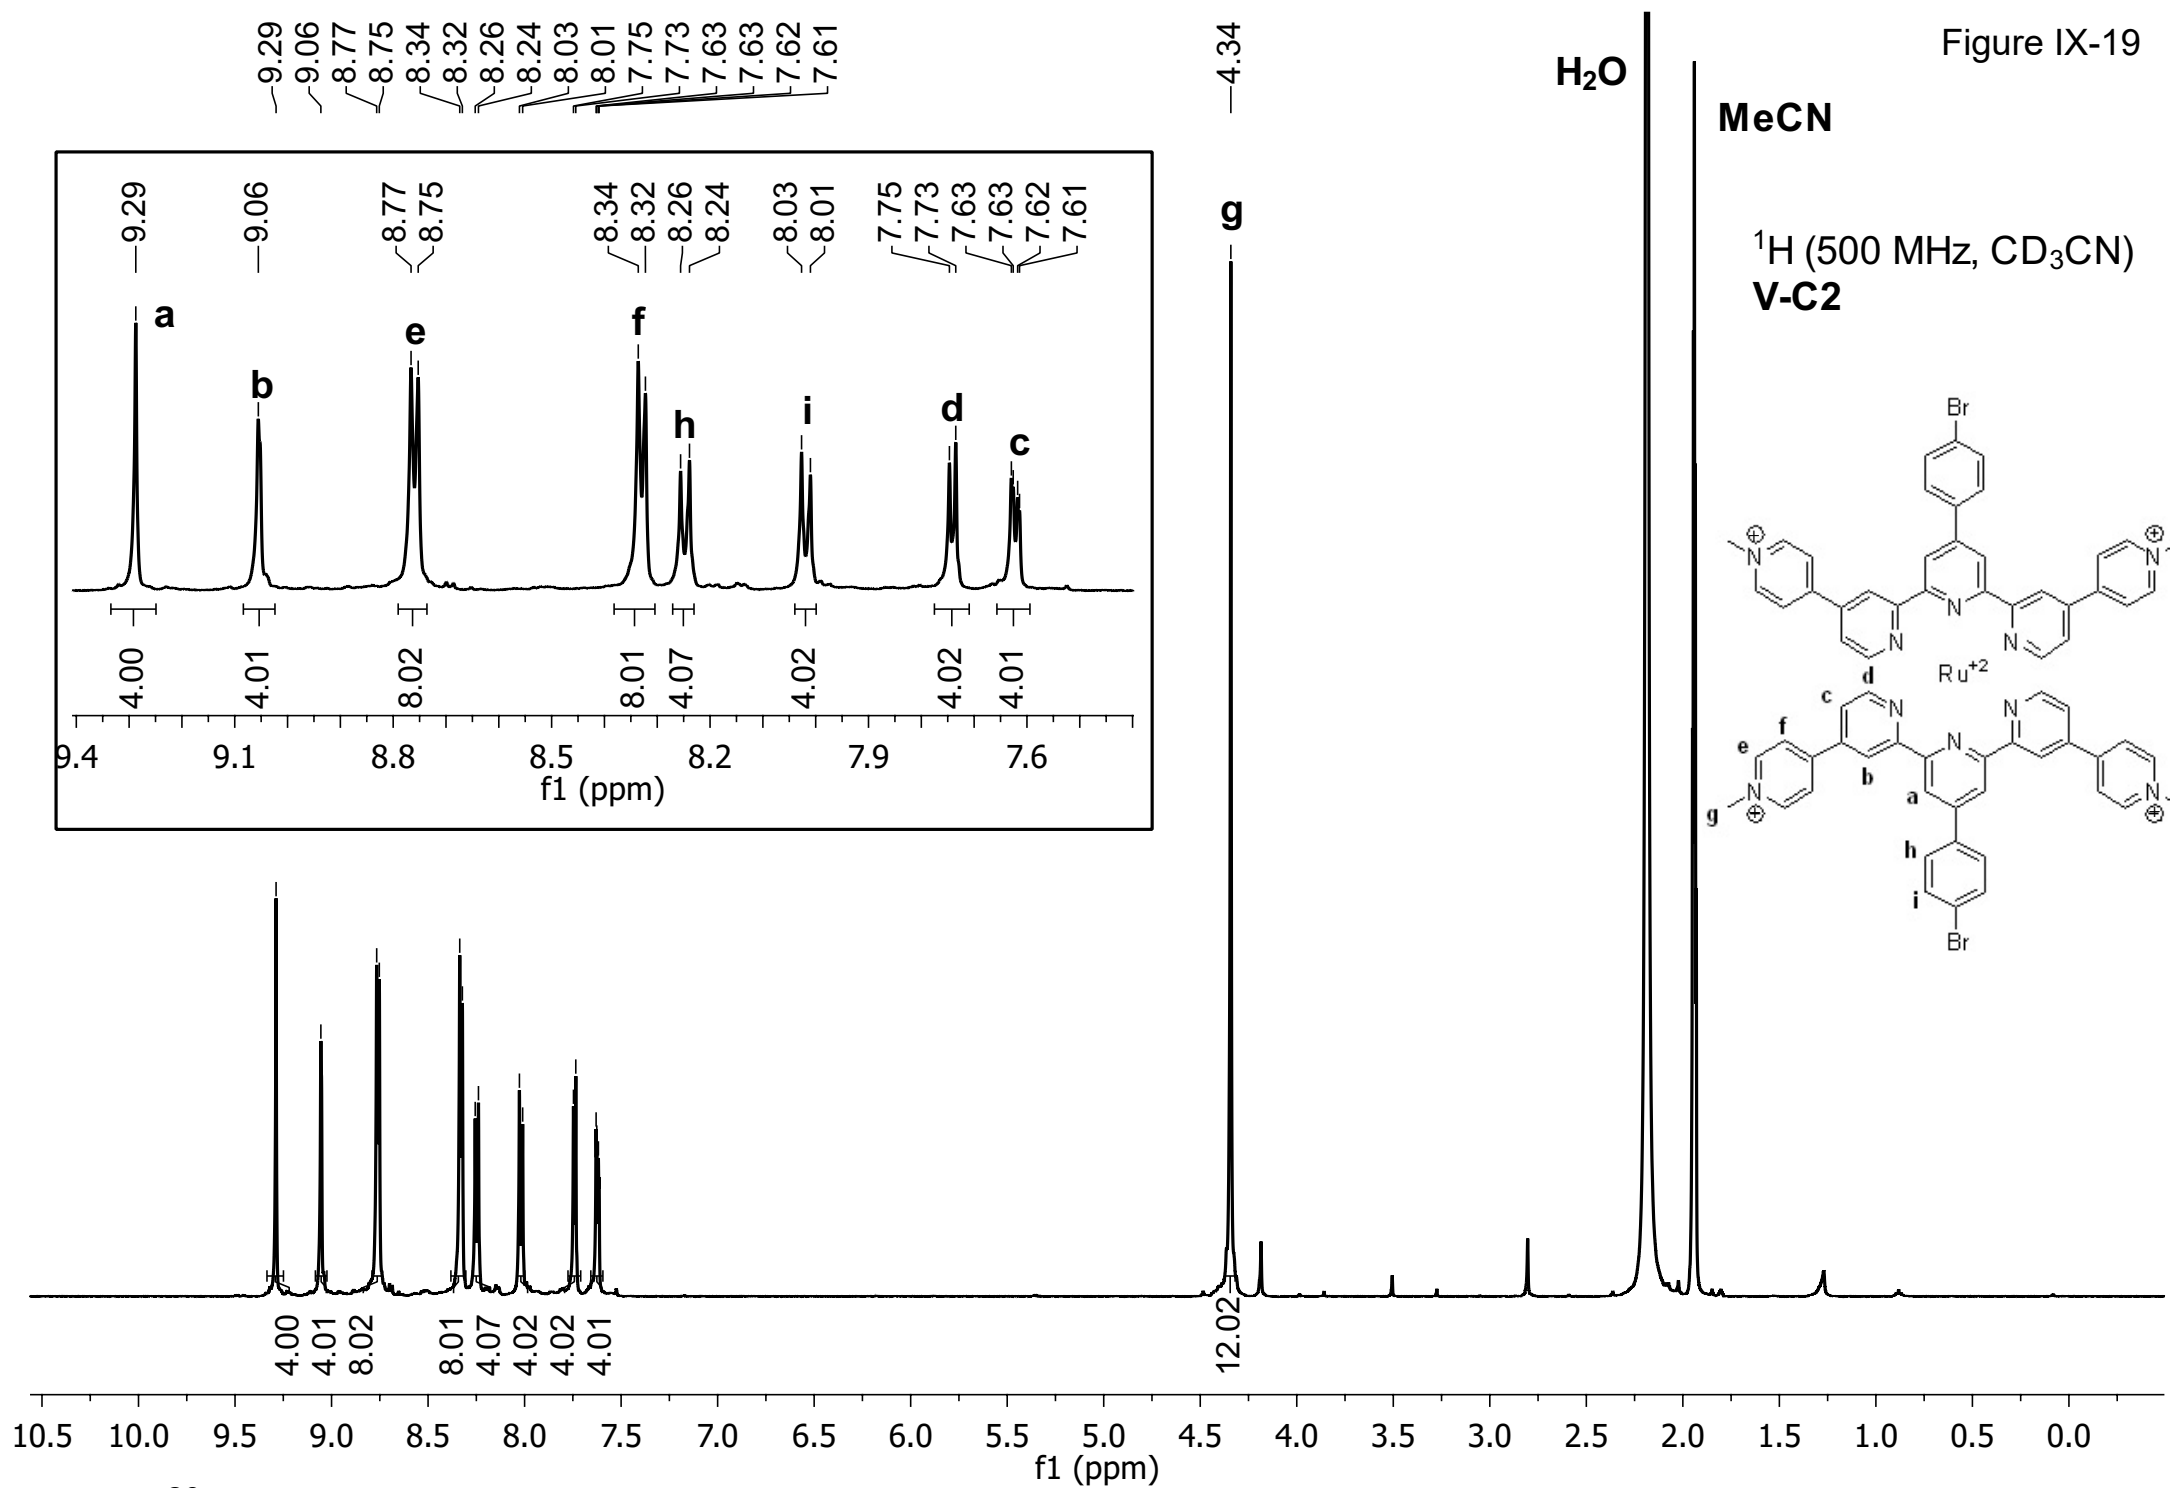 9.29 9.06 8.77 8.75 8.34 8.32 8.26 8.24 8.03 8.01 7.75 7.73 7.63 7.63 7.62 7.61 4.34
Figure IX-19
H₂O
MeCN
¹H (500 MHz, CD₃CN)
V-C2
g
9.29 9.06 8.77 8.75 8.34 8.32 8.26 8.24 8.03 8.01 7.75 7.73 7.63 7.63 7.62 7.61
a b e f h i d c
4.00 4.01 8.02 8.01 4.07 4.02 4.02 4.01
9.4 9.1 8.8 8.5 8.2 7.9 7.6
f1 (ppm)
Br
N⊕ N⊕
N
N N
d Ru⁺²
c N N
f N
e
b
a
g N⊕ N⊕
h
i
Br
4.00 4.01 8.02 8.01 4.07 4.02 4.02 4.01 12.02
10.5 10.0 9.5 9.0 8.5 8.0 7.5 7.0 6.5 6.0 5.5 5.0 4.5 4.0 3.5 3.0 2.5 2.0 1.5 1.0 0.5 0.0
f1 (ppm)